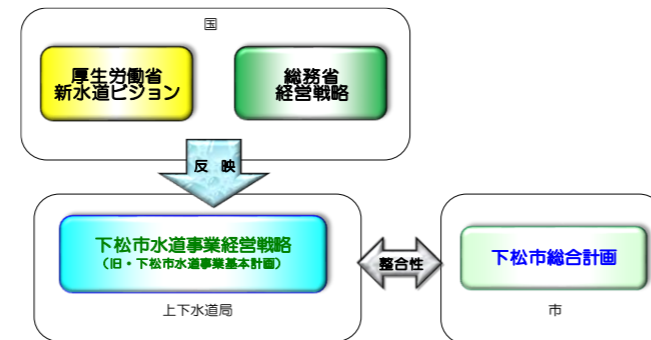 国
厚生労働省
新水道ビジョン
総務省
経営戦略
反 映
下松市水道事業経営戦略
（旧・下松市水道事業基本計画）
上下水道局
整合性
下松市総合計画
市